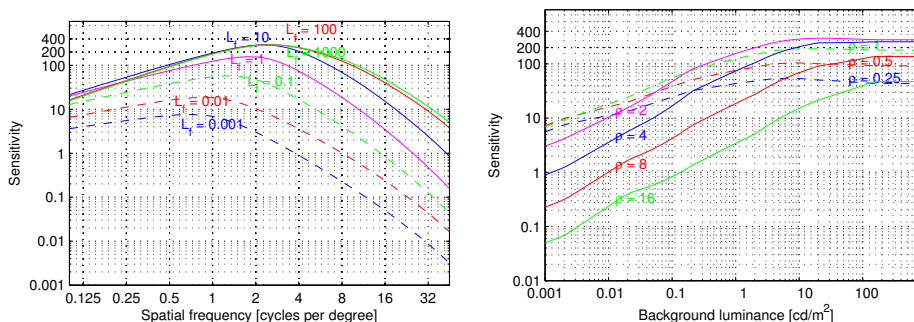 400
200
100
10
1
0.1
0.01
0.001
Sensitivity
L_f = 10
L_f = 100
L_f = 1
L_f = 1000
L_f = 0.1
L_f = 0.01
L_f = 0.001
0.125 0.25 0.5 1 2 4 8 16 32
Spatial frequency [cycles per degree]
400
200
100
10
1
0.1
0.01
Sensitivity
ρ = 1
ρ = 0.5
ρ = 0.25
ρ = 2
ρ = 4
ρ = 8
ρ = 16
0.001 0.01 0.1 1 10 100
Background luminance [cd/m²]